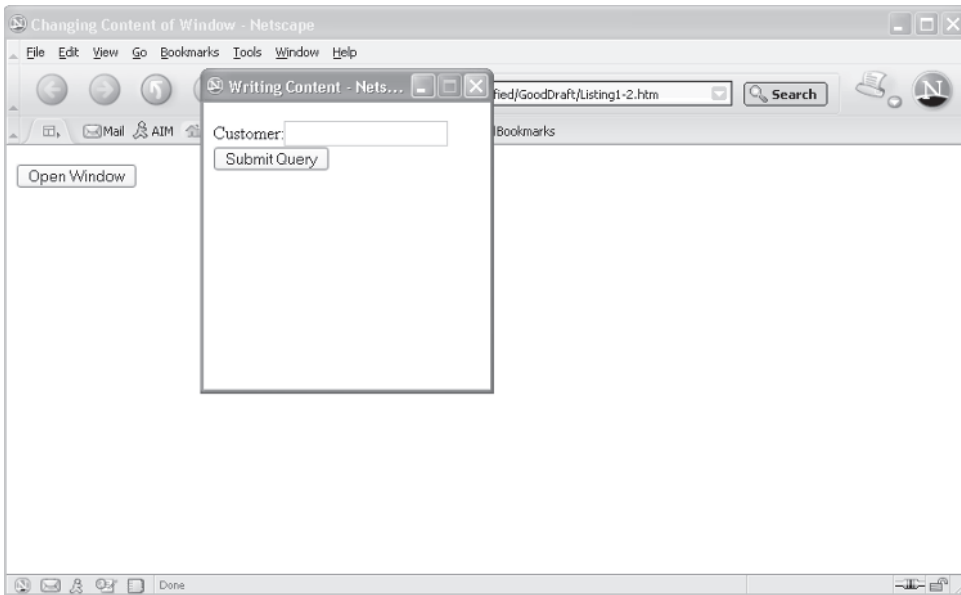 Changing Content of Window - Netscape
File Edit View Go Bookmarks Tools Window Help
Writing Content - Nets...
fied/GoodDraft/Listing1-2.htm
Search
N
Mail AIM
Bookmarks
Customer:
Submit Query
Open Window
Done